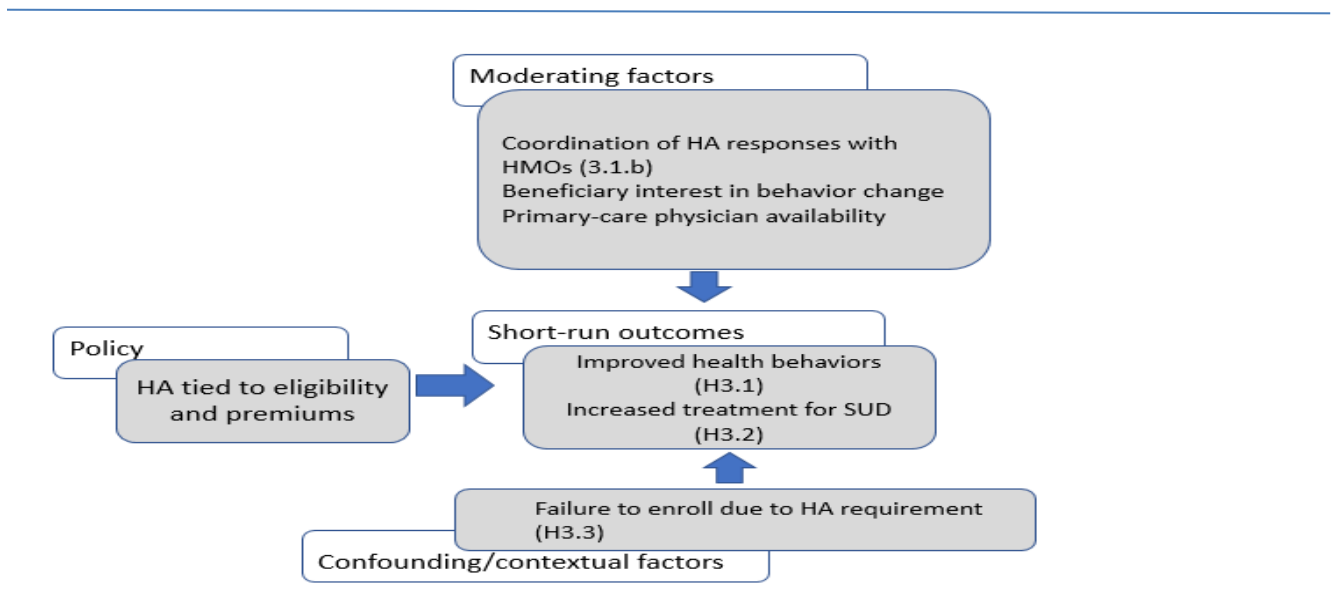 Moderating factors
Coordination of HA responses with
HMOs (3.1.b)
Beneficiary interest in behavior change
Primary-care physician availability
Policy
HA tied to eligibility
and premiums
Short-run outcomes
Improved health behaviors
(H3.1)
Increased treatment for SUD
(H3.2)
Failure to enroll due to HA requirement
(H3.3)
Confounding/contextual factors